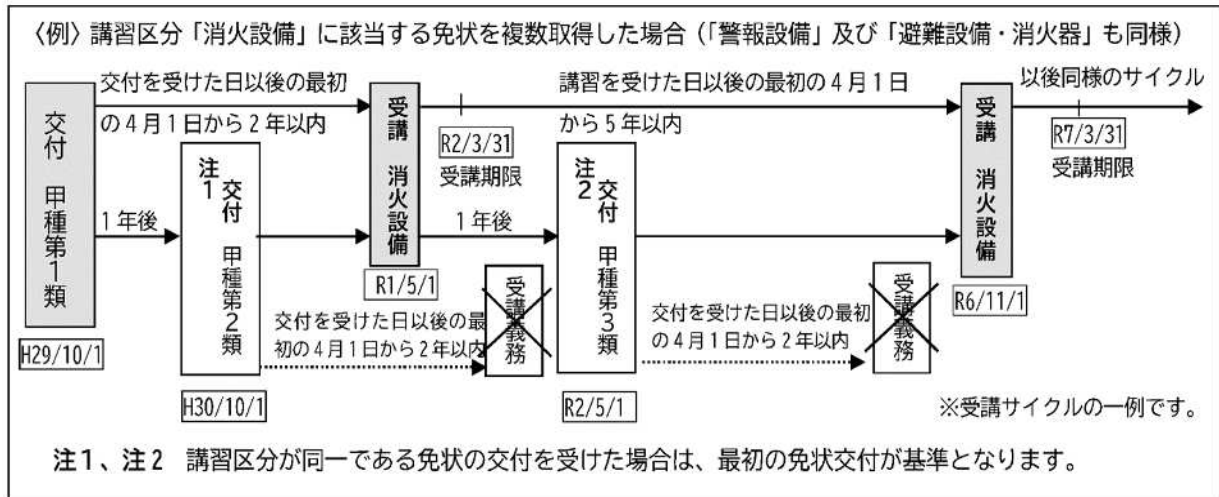 〈例〉講習区分「消火設備」に該当する免状を複数取得した場合（「警報設備」及び「避難設備・消火器」も同様）
交付 甲種第1類
H29/10/1
交付を受けた日以後の最初
の4月1日から2年以内
1年後
注1
交付 甲種第2類
H30/10/1
受講 消火設備
R1/5/1
R2/3/31
受講期限
交付を受けた日以後の最
初の4月1日から2年以内
受講義務
講習を受けた日以後の最初の4月1日
から5年以内
1年後
注2
交付 甲種第3類
R2/5/1
交付を受けた日以後の最初
の4月1日から2年以内
受講義務
受講 消火設備
R6/11/1
以後同様のサイクル
R7/3/31
受講期限
※受講サイクルの一例です。
注1、注2 講習区分が同一である免状の交付を受けた場合は、最初の免状交付が基準となります。